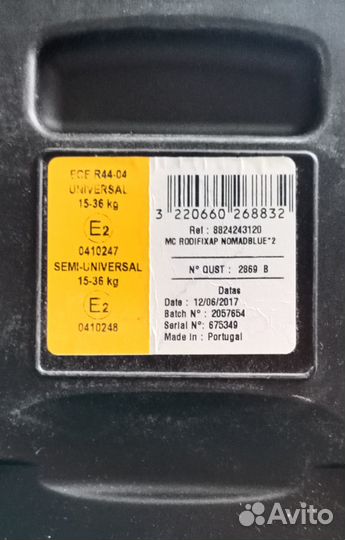 ECE R44-04
UNIVERSAL
15-36 kg
E2
0410247
SEMI-UNIVERSAL
15-36 kg
E2
0410248
3 220660 268832
Ref : 8824243120
MC RODIFIXAP NOMADBLUE*2
N° OUST : 2869 B
Datas
Date : 12/06/2017
Batch N° : 2057654
Serial N° : 675349
Made in : Portugal
Avito